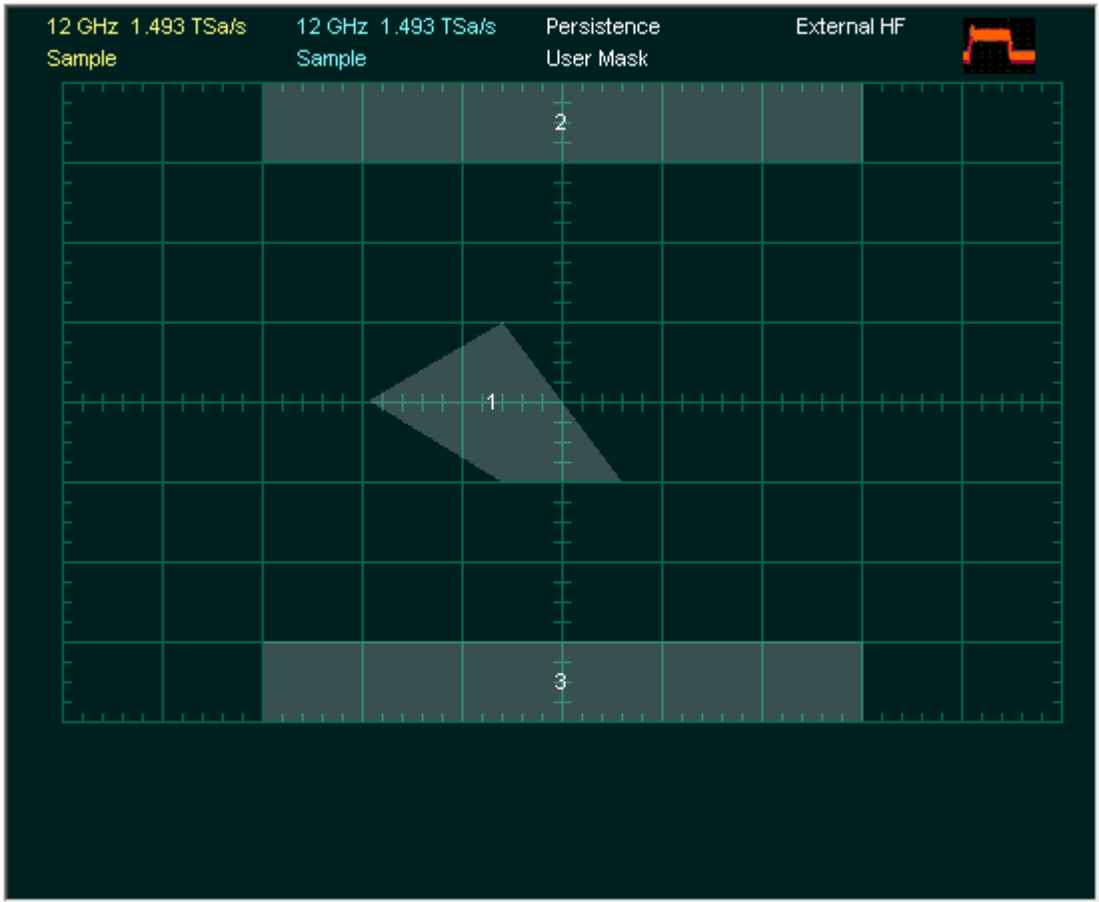 12 GHz 1.493 TSa/s 12 GHz 1.493 TSa/s Persistence External HF
Sample Sample User Mask
2
1
3